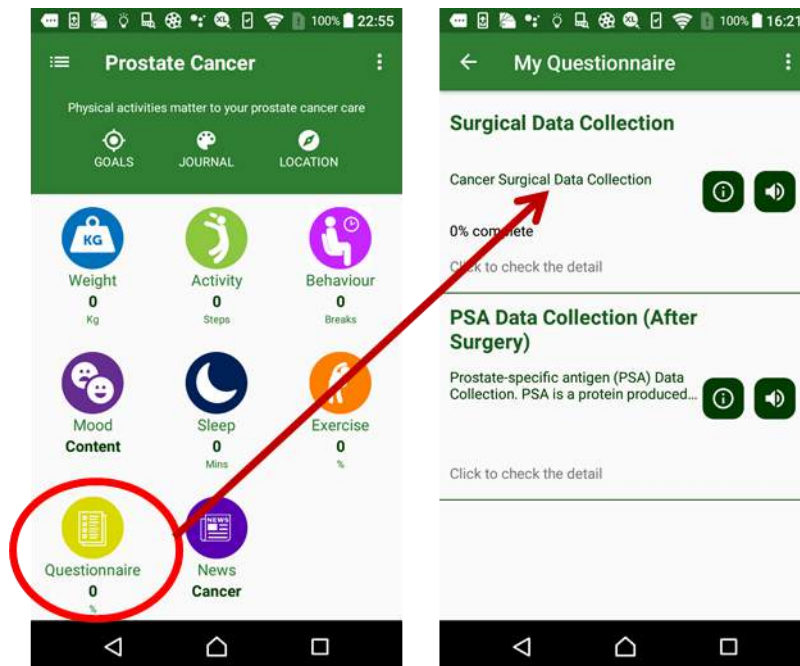 100% 22:55
Prostate Cancer
Physical activities matter to your prostate cancer care
GOALS JOURNAL LOCATION
KG
Weight Activity Behaviour
0 0 0
Kg Steps Breaks
Mood Sleep Exercise
Content 0 0
Mins %
NEWS
Questionnaire News
0 Cancer
%
XL 100% 16:21
My Questionnaire
Surgical Data Collection
Cancer Surgical Data Collection
0% complete
Click to check the detail
PSA Data Collection (After
Surgery)
Prostate-specific antigen (PSA) Data
Collection. PSA is a protein produced...
Click to check the detail